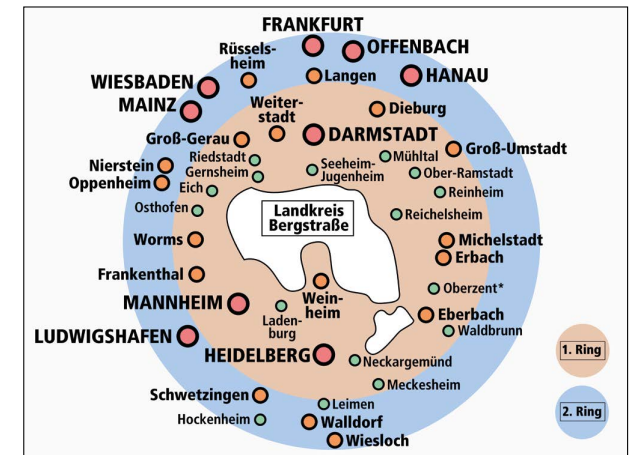 FRANKFURT
OFFENBACH
Rüssels-
heim
Langen
HANAU
WIESBADEN
MAINZ
Weiter-
stadt
Dieburg
DARMSTADT
Groß-Gerau
Groß-Umstadt
Riedstadt
Mühltal
Nierstein
Gernsheim
Seeheim-
Jugenheim
Ober-Ramstadt
Oppenheim
Eich
Reinheim
Osthofen
Landkreis
Bergstraße
Reichelsheim
Worms
Michelstadt
Erbach
Frankenthal
Oberzent*
MANNHEIM
Wein-
heim
Laden-
burg
Eberbach
Waldbrunn
LUDWIGSHAFEN
HEIDELBERG
Neckargemünd
1. Ring
Meckesheim
Schwetzingen
Leimen
2. Ring
Hockenheim
Walldorf
Wiesloch